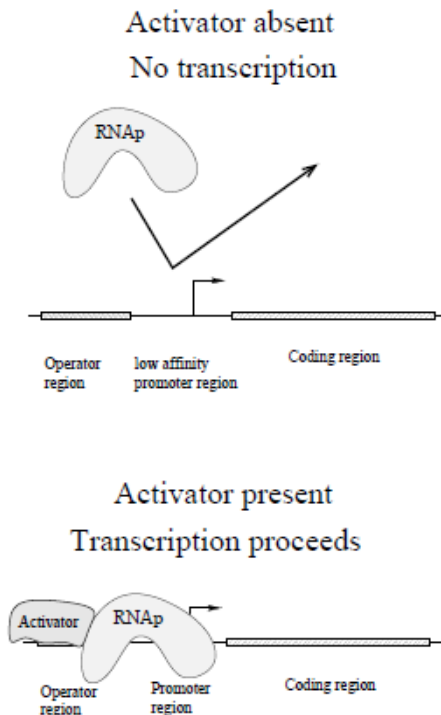 Activator absent
No transcription
RNAp
Operator region
low affinity promoter region
Coding region
Activator present
Transcription proceeds
Activator
RNAp
Operator region
Promoter region
Coding region